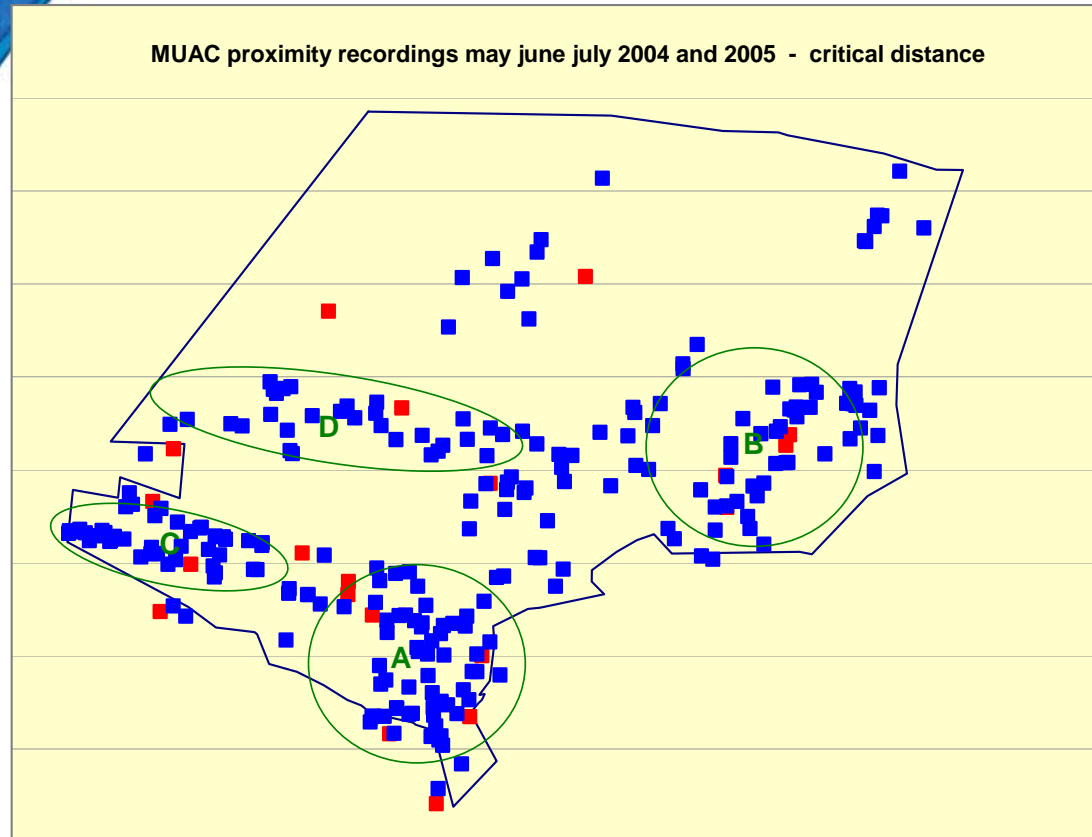 MUAC proximity recordings may june july 2004 and 2005 - critical distance
D
B
C
A